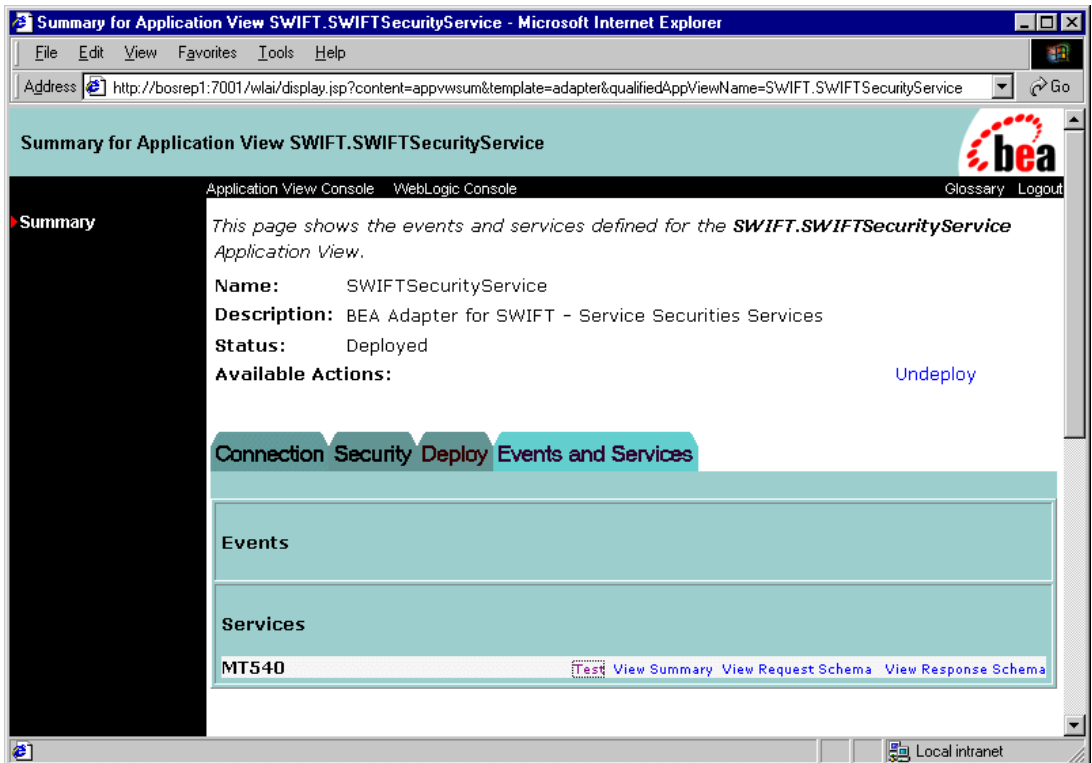 Summary for Application View SWIFT.SWIFTSecurityService - Microsoft Internet Explorer
File Edit View Favorites Tools Help
Address http://bosrep1:7001/wlai/display.jsp?content=appvwsum&template=adapter&qualifiedAppViewName=SWIFT.SWIFTSecurityService Go
Summary for Application View SWIFT.SWIFTSecurityService
bea
Application View Console WebLogic Console Glossary Logout
Summary
This page shows the events and services defined for the SWIFT.SWIFTSecurityService
Application View.
Name: SWIFTSecurityService
Description: BEA Adapter for SWIFT - Service Securities Services
Status: Deployed
Available Actions: Undeploy
Connection Security Deploy Events and Services
Events
Services
MT540 Test View Summary View Request Schema View Response Schema
Local intranet